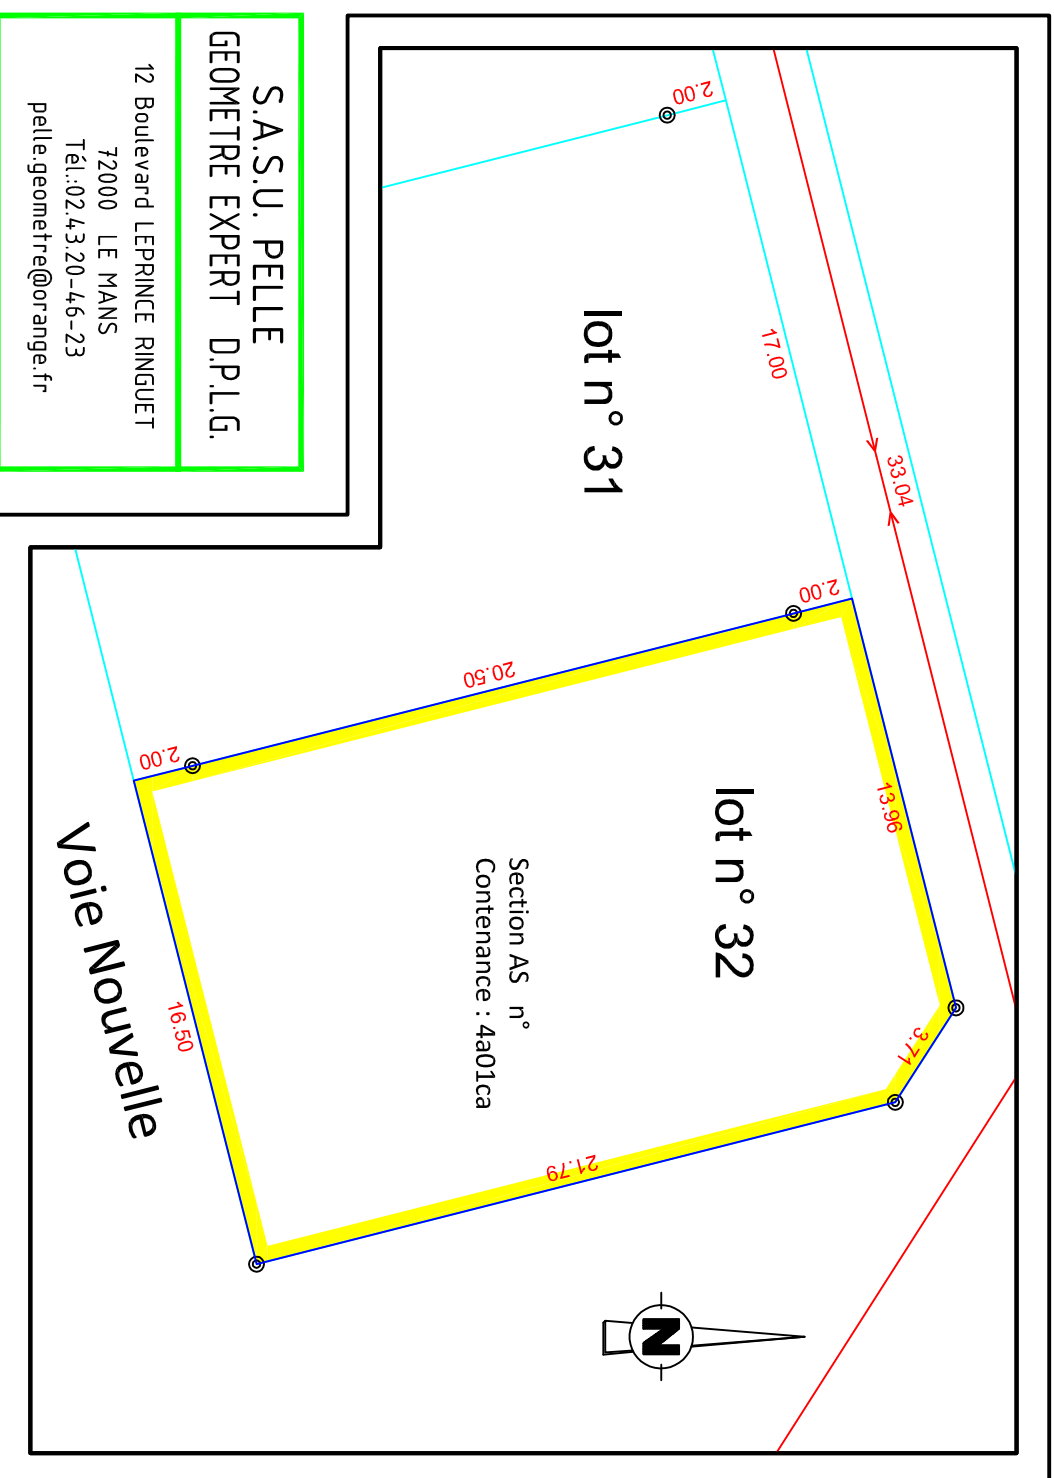 S.A.S.U. PELLE
GEOMETRE EXPERT D.P.L.G.
12 Boulevard LEPRINCE RINGUET
72000 LE MANS
Tél.:02.43.20-46-23
pelle.geometre@orange.fr
33.04
2.00
17.00
lot n° 31
2.00
13.96
3.71
lot n° 32
20.50
Section AS n°
Contenance : 4a01ca
21.79
2.00
16.50
Voie Nouvelle
N